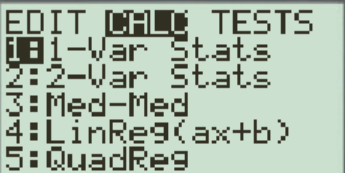 EDIT CALC TESTS
1:1-Var Stats
2:2-Var Stats
3:Med-Med
4:LinReg(ax+b)
5:QuadReg